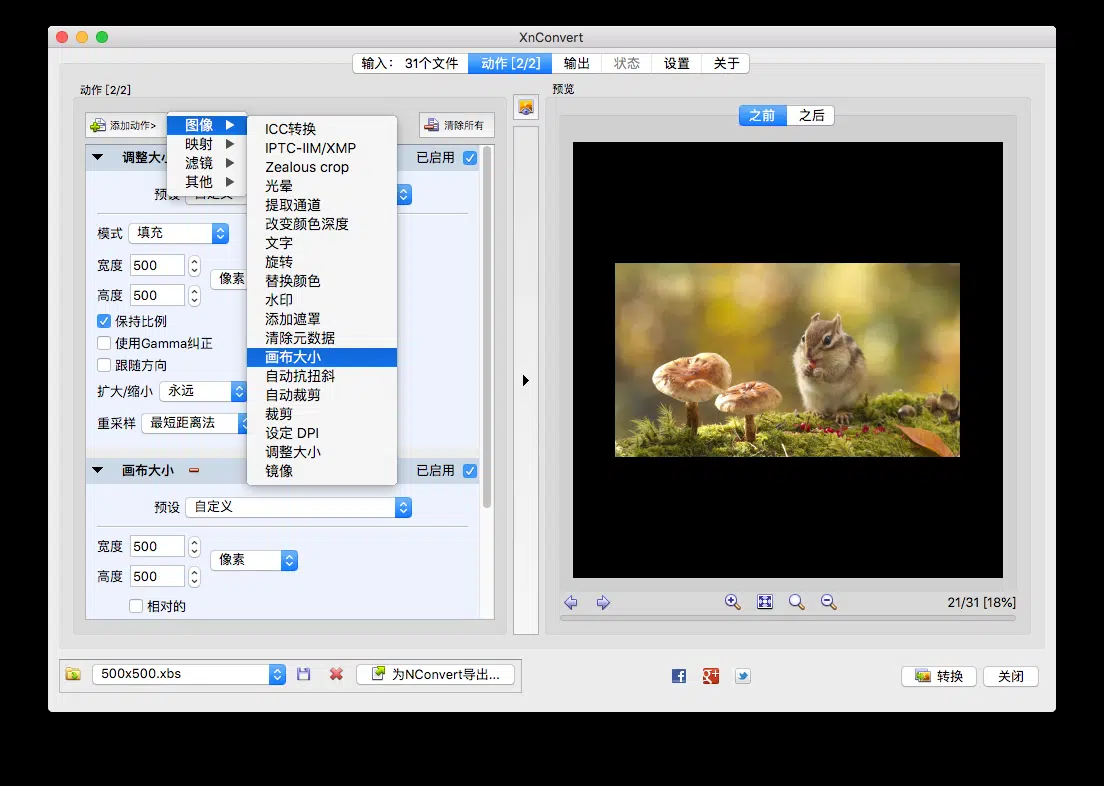 XnConvert
输入： 31个文件
动作 [2/2]
输出
状态
设置
关于
动作 [2/2]
添加动作>
图像
映射
滤镜
其他
清除所有
调整大小
已启用
预设
自定义
模式
填充
宽度
500
高度
500
像素
保持比例
使用Gamma纠正
跟随方向
扩大/缩小
永远
重采样
最短距离法
ICC转换
IPTC-IIM/XMP
Zealous crop
光晕
提取通道
改变颜色深度
文字
旋转
替换颜色
水印
添加遮罩
清除元数据
画布大小
自动抗扭斜
自动裁剪
裁剪
设定 DPI
调整大小
镜像
画布大小
已启用
预设
自定义
宽度
500
高度
500
像素
相对的
预览
之前
之后
21/31 [18%]
500x500.xbs
为NConvert导出...
转换
关闭